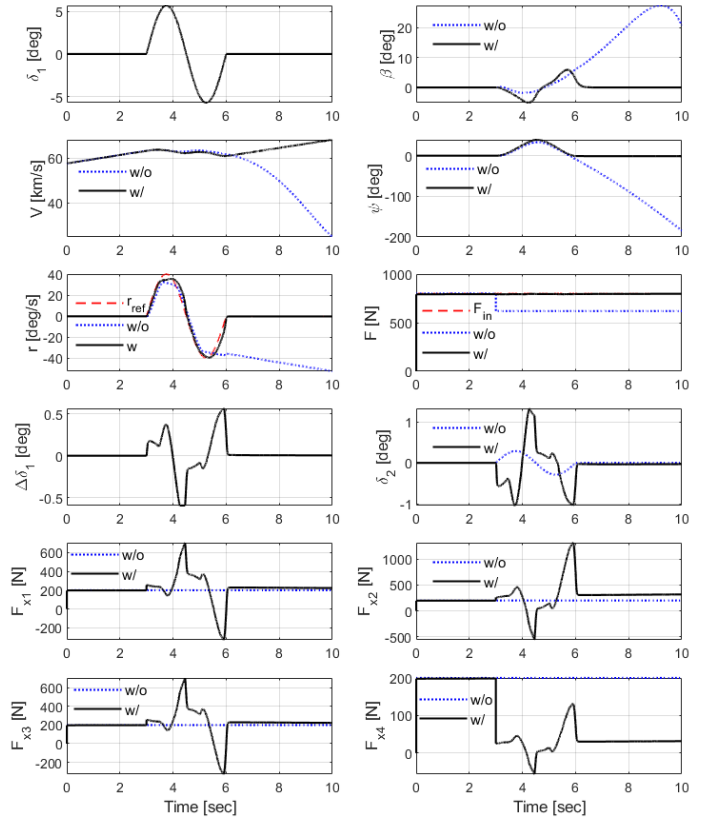 δ1 [deg]
5
0
-5
0 2 4 6 8 10
β [deg]
20
10
0
w/o
w/
0 2 4 6 8 10
V [km/s]
60
40
w/o
w/
0 2 4 6 8 10
ψ [deg]
0
-100
-200
w/o
w/
0 2 4 6 8 10
r [deg/s]
40
20
0
-20
-40
rref
w/o
w
0 2 4 6 8 10
F [N]
1000
500
0
Fin
w/o
w/
0 2 4 6 8 10
Δδ1 [deg]
0.5
0
-0.5
0 2 4 6 8 10
δ2 [deg]
1
0
-1
w/o
w/
0 2 4 6 8 10
Fx1 [N]
600
400
200
0
-200
w/o
w/
0 2 4 6 8 10
Fx2 [N]
1000
500
0
-500
w/o
w/
0 2 4 6 8 10
Fx3 [N]
600
400
200
0
-200
w/o
w/
0 2 4 6 8 10
Time [sec]
Fx4 [N]
200
100
0
w/o
w/
0 2 4 6 8 10
Time [sec]